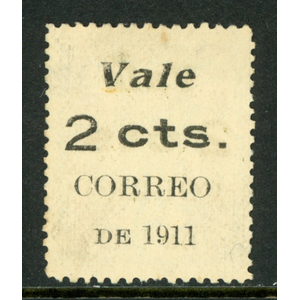 Vale
2 cts.
CORREO
DE 1911